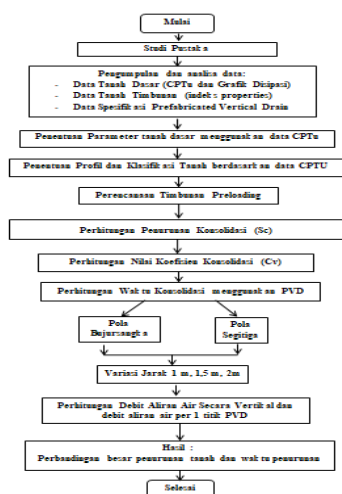 Mulai
Studi Pustaka
Pengumpulan dan analisa data:
- Data Tanah Dasar (CPTu dan Grafik Disipasi)
- Data Tanah Timbunan (indeks properties)
- Data Spesifikasi Prefabricated Vertical Drain
Penentuan Parameter tanah dasar menggunakan data CPTu
Penentuan Profil dan Klasifikasi Tanah berdasarkan data CPTU
Perencanaan Timbunan Preloading
Perhitungan Penurunan Konsolidasi (Sc)
Perhitungan Nilai Koefisien Konsolidasi (Cv)
Perhitungan Waktu Konsolidasi menggunakan PVD
Pola
Bujursangka
Pola
Segitiga
Variasi Jarak 1 m, 1,5 m, 2m
Perhitungan Debit Aliran Air Secara Vertikal dan
debit aliran air per 1 titik PVD
Hasil :
Perbandingan besar penurunan tanah dan waktu penurunan
Selesai